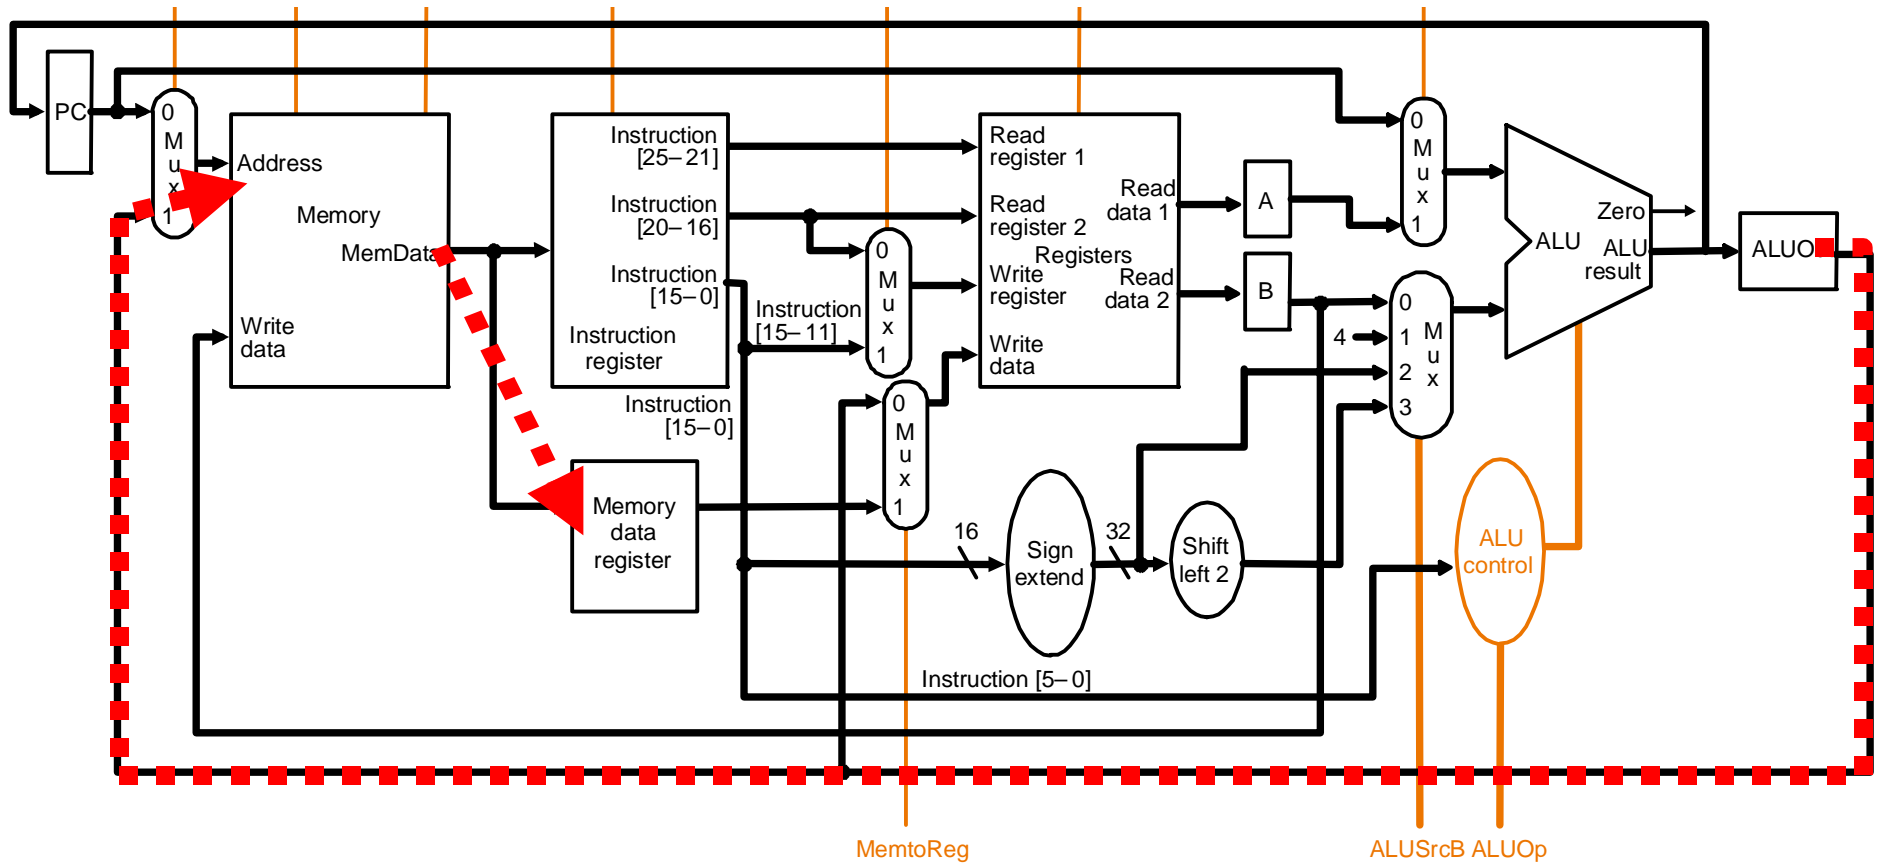 PC
0
M
u
x
1
Address
Memory
MemData
Write
data
Instruction
[25–21]
Instruction
[20–16]
Instruction
[15–0]
Instruction
register
Instruction
[15–0]
Instruction
[15–11]
Memory
data
register
0
M
u
x
1
0
M
u
x
1
Read
register 1
Read
register 2
Registers
Write
register
Write
data
Read
data 1
Read
data 2
16
Sign
extend
32
Shift
left 2
A
B
4
0
M
u
x
1
0
1
2
3
M
u
x
Zero
ALU
ALU
result
ALUO
ALU
control
Instruction [5–0]
MemtoReg
ALUSrcB
ALUOp